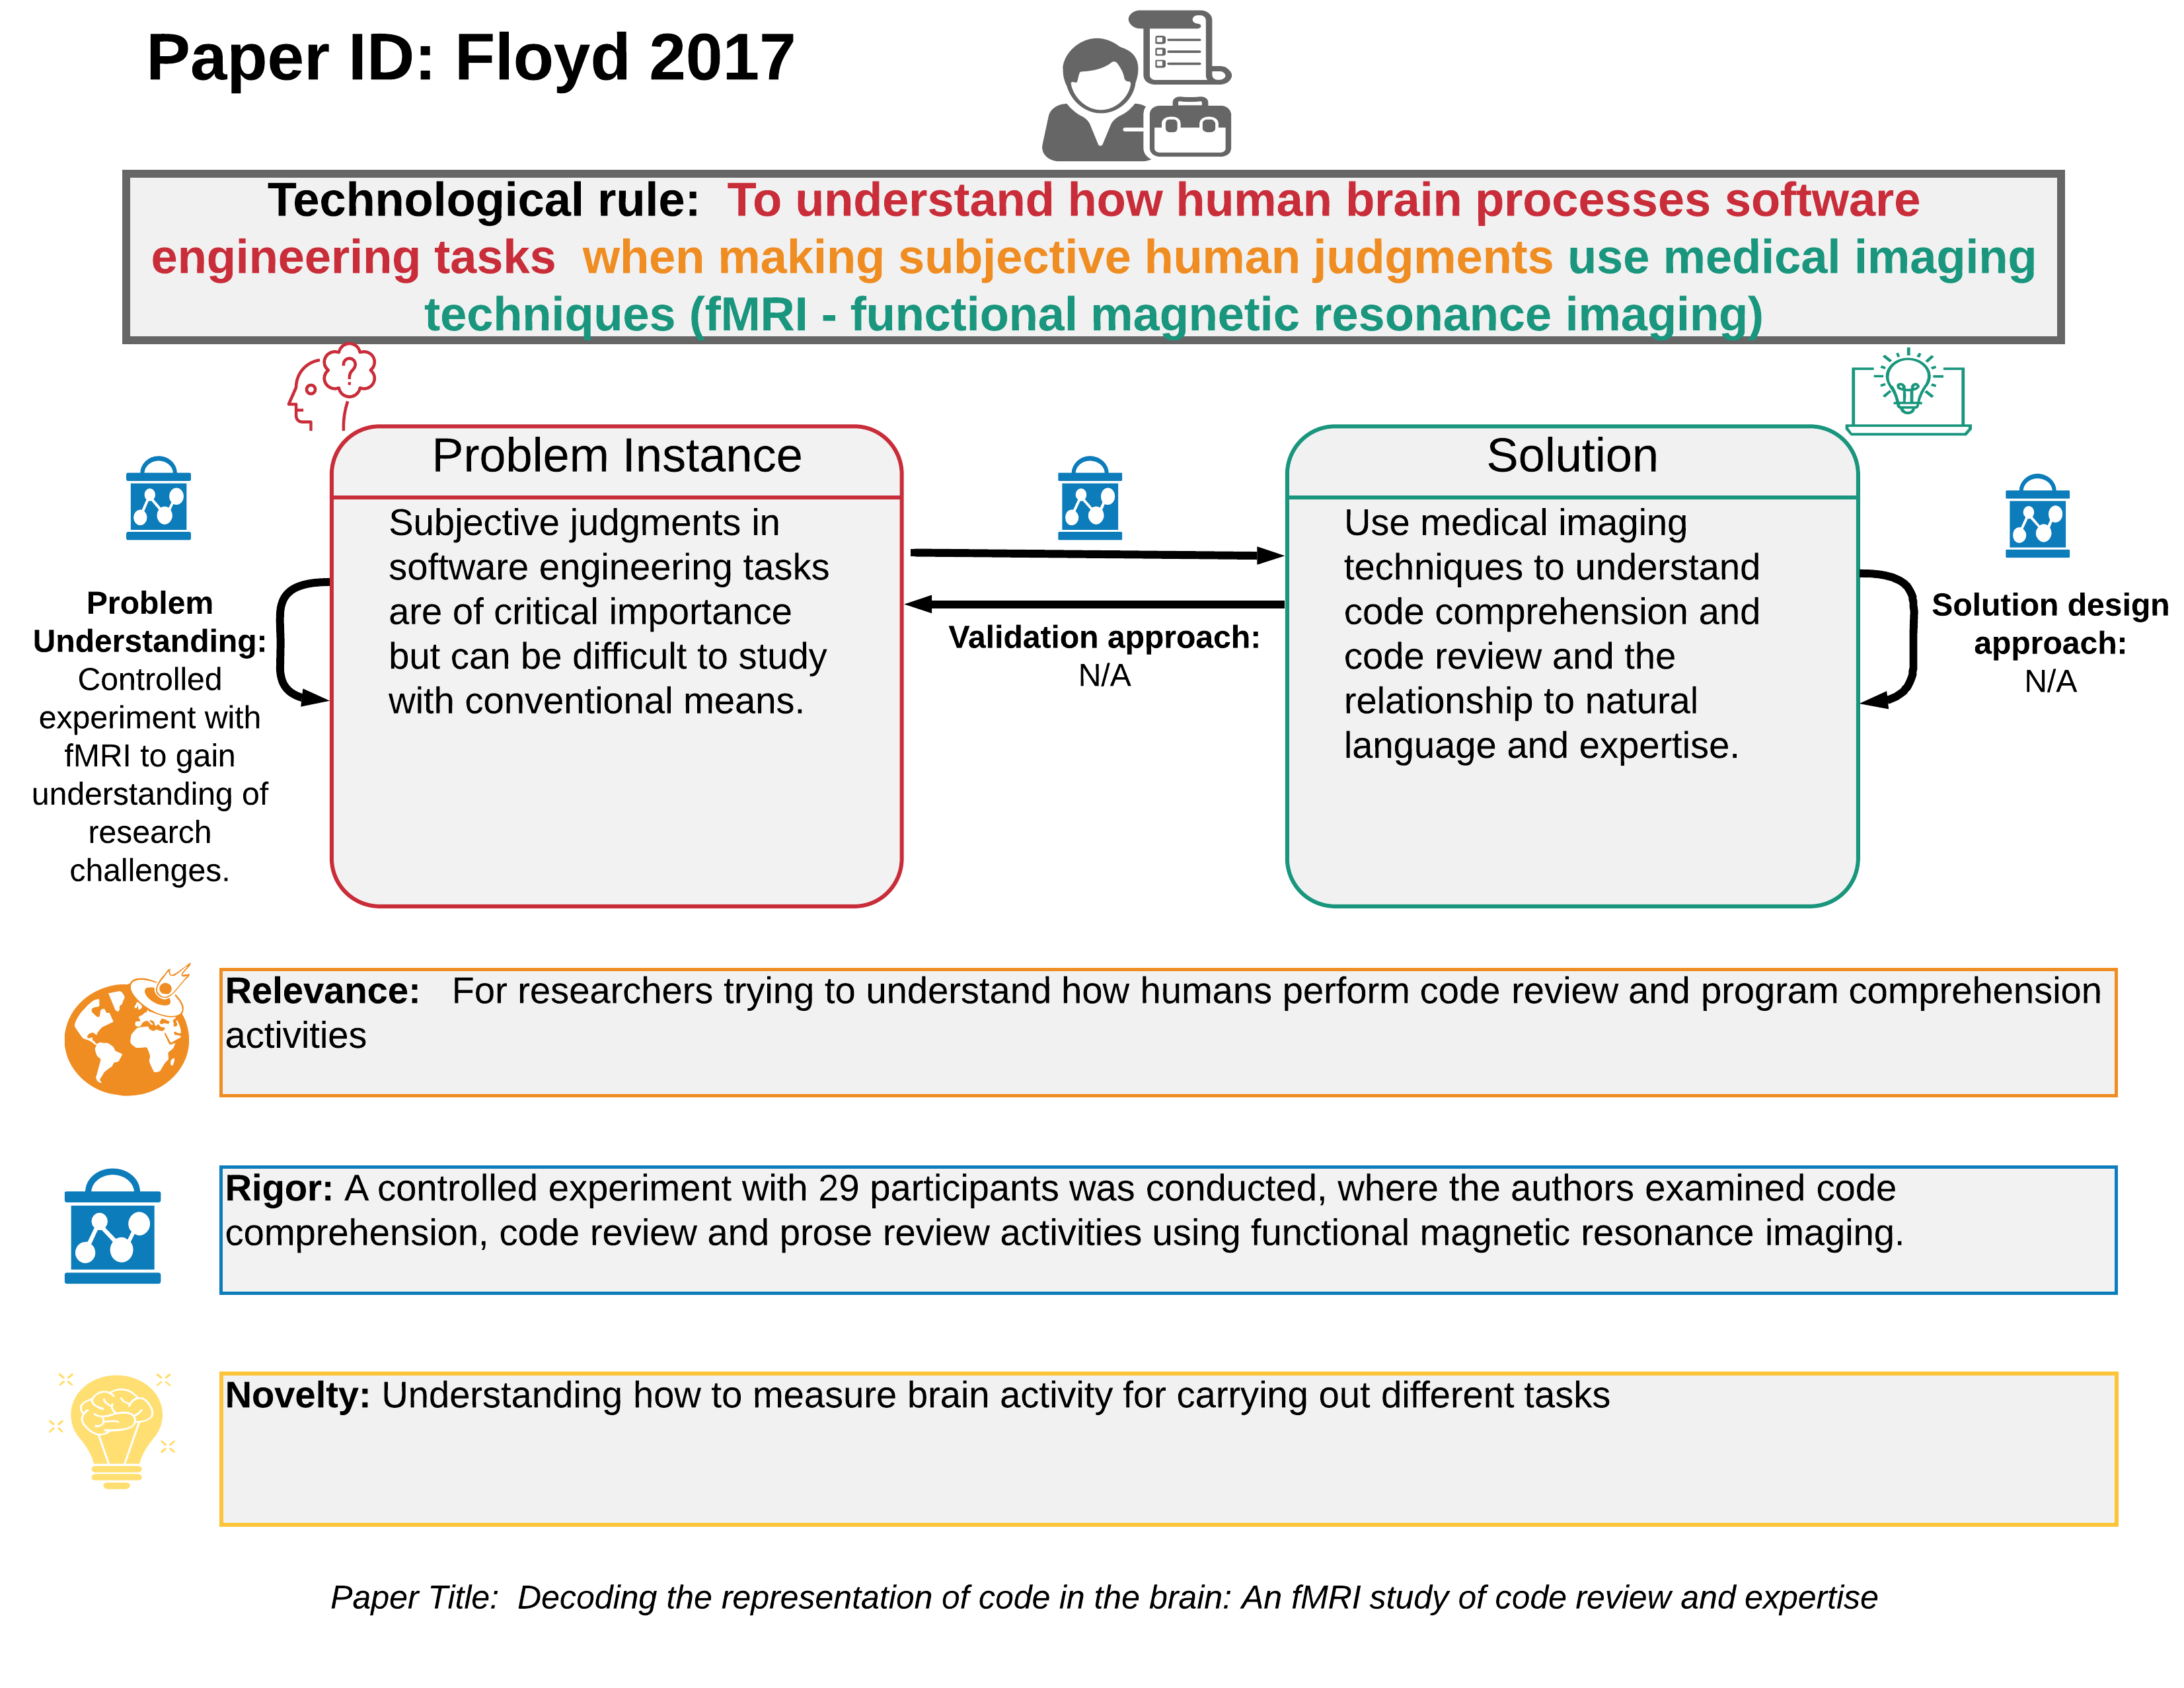 Paper ID: Floyd 2017
Technological rule: To understand how human brain processes software
engineering tasks when making subjective human judgments use medical imaging
techniques (fMRI - functional magnetic resonance imaging)
?
Problem Instance
Subjective judgments in
software engineering tasks
are of critical importance
but can be difficult to study
with conventional means.
Solution
Use medical imaging
techniques to understand
code comprehension and
code review and the
relationship to natural
language and expertise.
Problem
Understanding:
Controlled
experiment with
fMRI to gain
understanding of
research
challenges.
Validation approach:
N/A
Solution design
approach:
N/A
Relevance: For researchers trying to understand how humans perform code review and program comprehension
activities
Rigor: A controlled experiment with 29 participants was conducted, where the authors examined code
comprehension, code review and prose review activities using functional magnetic resonance imaging.
Novelty: Understanding how to measure brain activity for carrying out different tasks
Paper Title: Decoding the representation of code in the brain: An fMRI study of code review and expertise